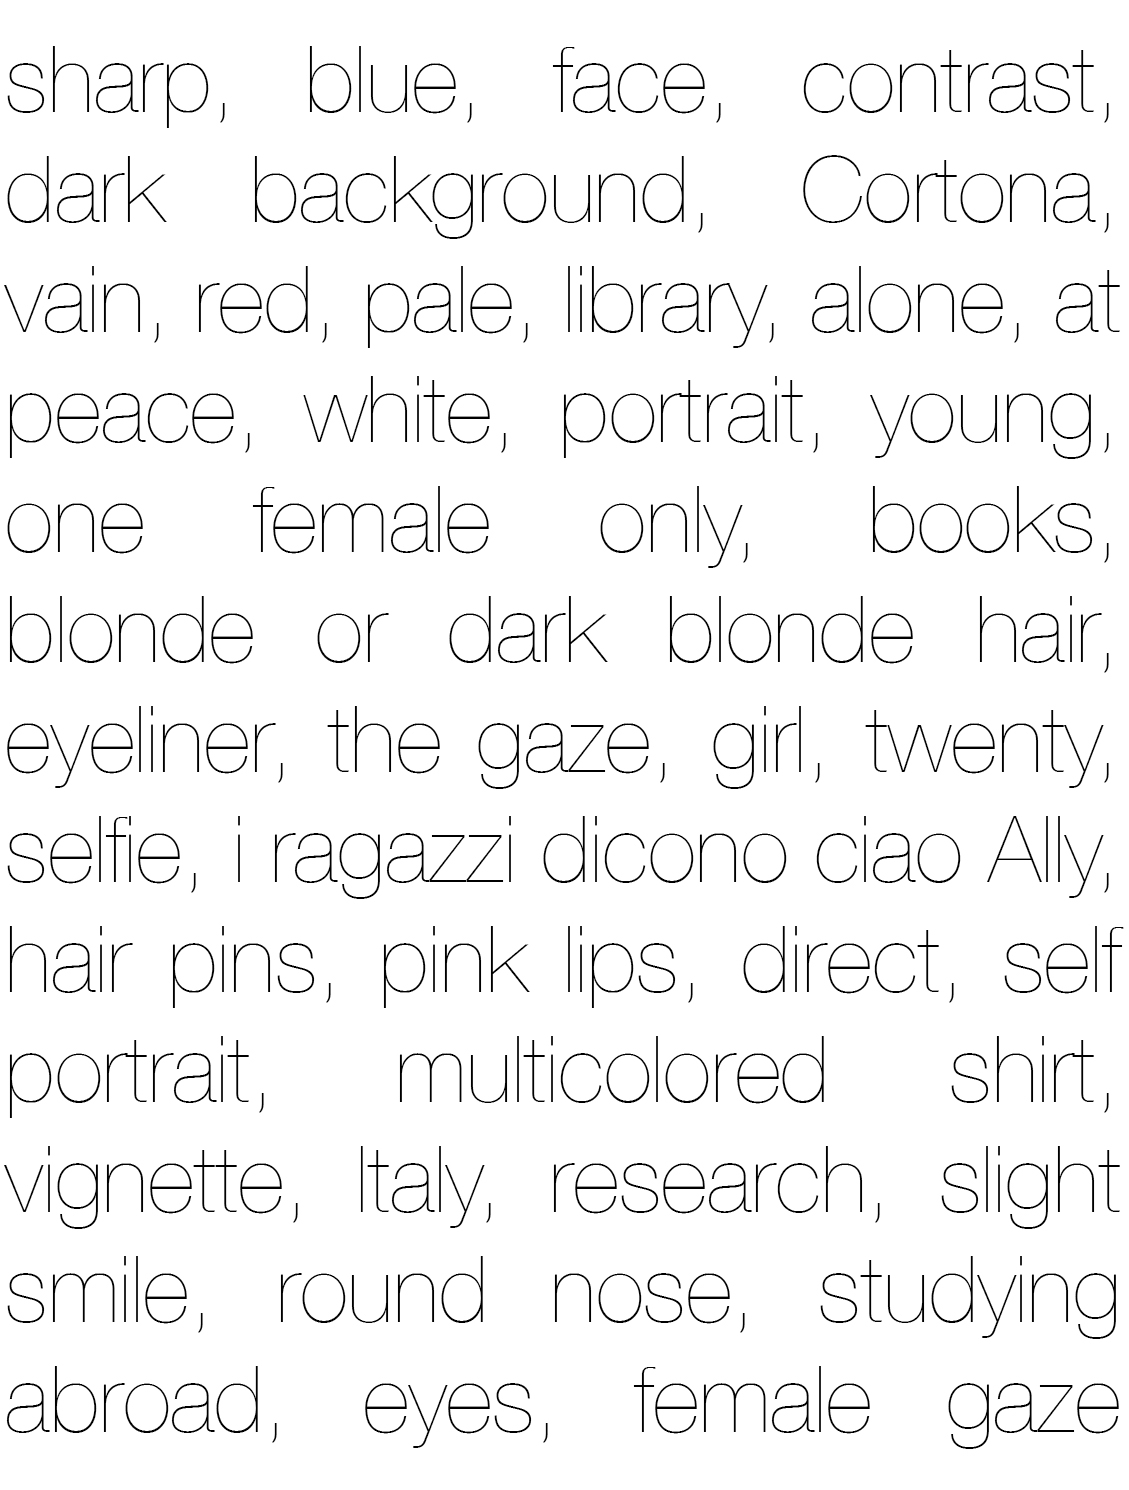 sharp, blue, face, contrast,
dark background, Cortona,
vain, red, pale, library, alone, at
peace, white, portrait, young,
one female only, books,
blonde or dark blonde hair,
eyeliner, the gaze, girl, twenty,
selfie, i ragazzi dicono ciao Ally,
hair pins, pink lips, direct, self
portrait, multicolored shirt,
vignette, Italy, research, slight
smile, round nose, studying
abroad, eyes, female gaze